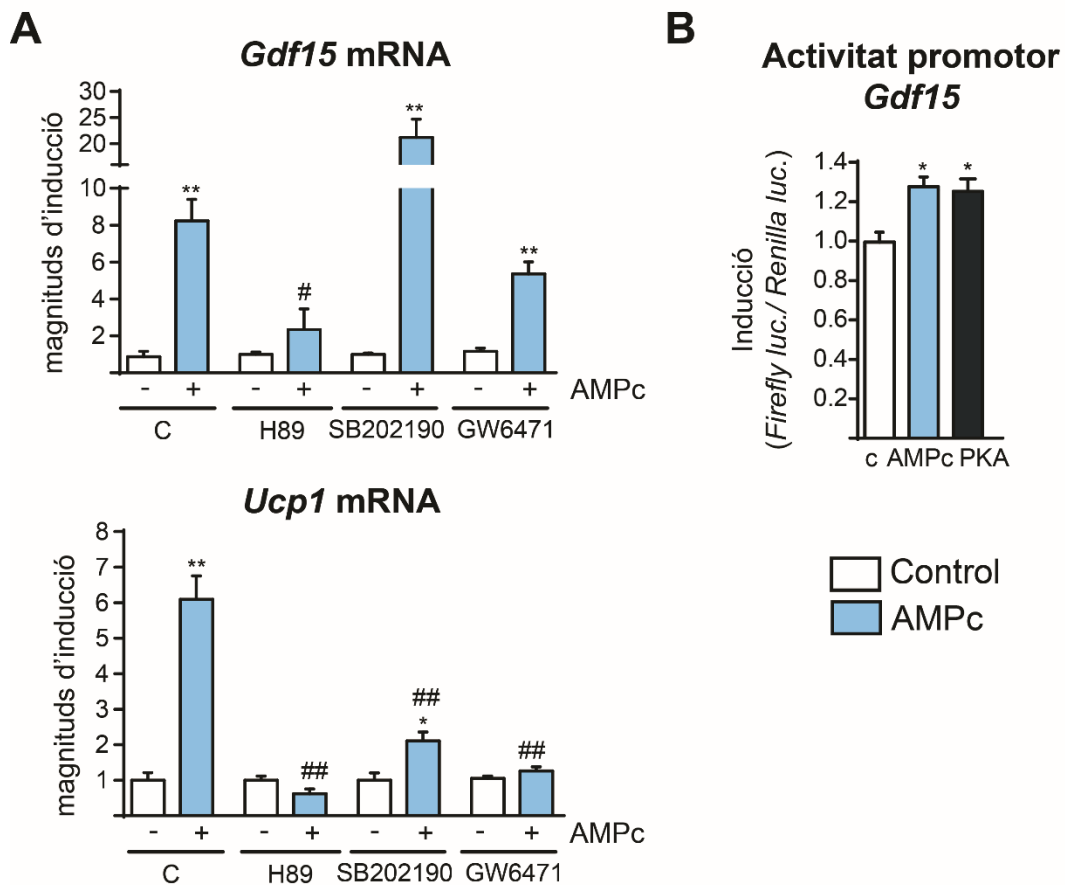 A
Gdf15 mRNA
magnituds d'inducció
30
25
20
10
8
6
4
2
**
#
**
**
- + - + - + - + AMPc
C H89 SB202190 GW6471
Ucp1 mRNA
magnituds d'inducció
8
7
6
5
4
3
2
1
**
##
##
*
##
- + - + - + - + AMPc
C H89 SB202190 GW6471
B
Activitat promotor
Gdf15
Inducció
(Firefly luc./ Renilla luc.)
1.4
1.2
1.0
0.8
0.6
0.4
0.2
* *
c AMPc PKA
Control
AMPc